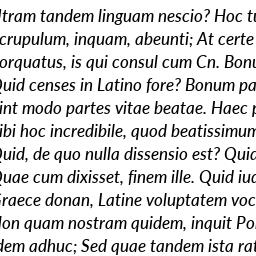 tram tandem linguam nescio? Hoc tu
crupulum, inquam, abeunti; At certe
orquatus, is qui consul cum Cn. Bonu
Quid censes in Latino fore? Bonum pa
int modo partes vitae beatae. Haec p
ibi hoc incredibile, quod beatissimum
Quid, de quo nulla dissensio est? Quid
Quae cum dixisset, finem ille. Quid iud
Graece donan, Latine voluptatem voc
Non quam nostram quidem, inquit Po
dem adhuc; Sed quae tandem ista rat